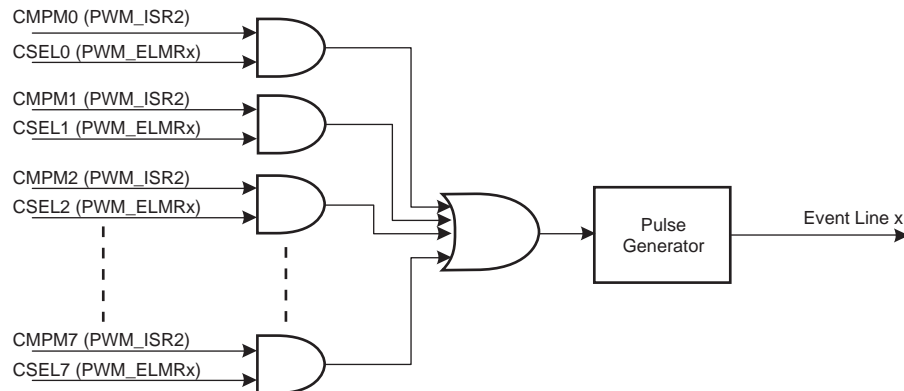 CMPM0 (PWM_ISR2)
CSEL0 (PWM_ELMRx)
CMPM1 (PWM_ISR2)
CSEL1 (PWM_ELMRx)
CMPM2 (PWM_ISR2)
CSEL2 (PWM_ELMRx)
Pulse
Generator
Event Line x
CMPM7 (PWM_ISR2)
CSEL7 (PWM_ELMRx)